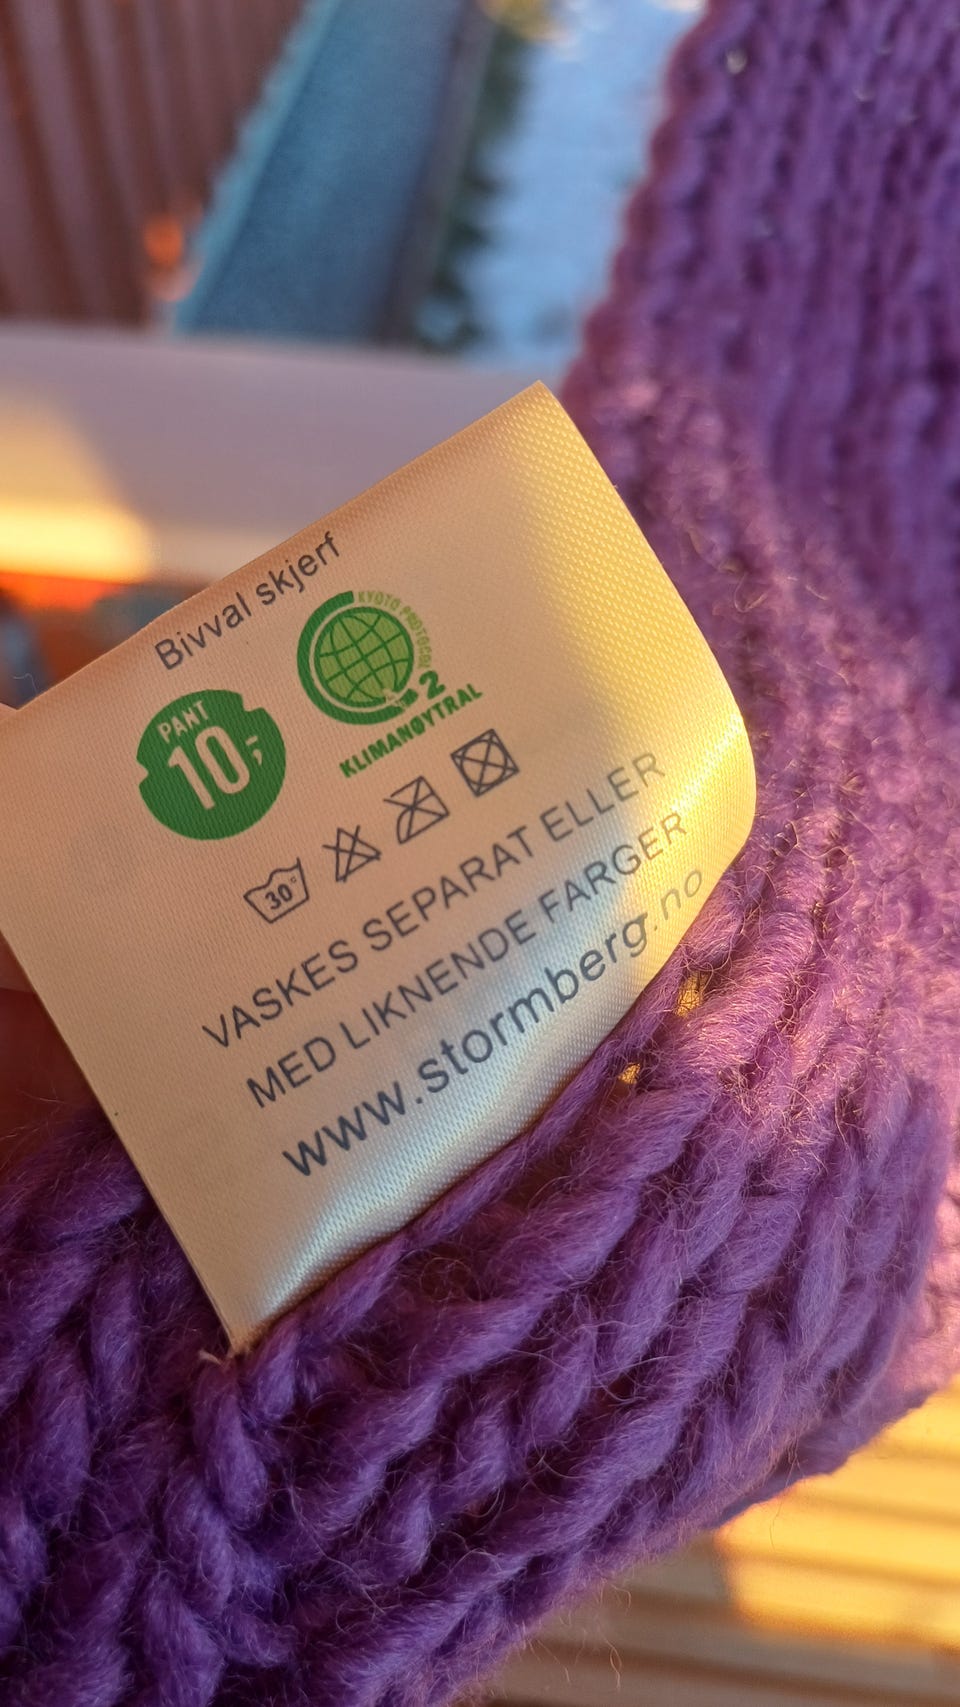 Bivval skjerf
PANT
10,-
KYOTO PROTOCOL
2
KLIMANØYTRAL
30°
VASKES SEPARAT ELLER
MED LIKNENDE FARGER
www.stormberg.no